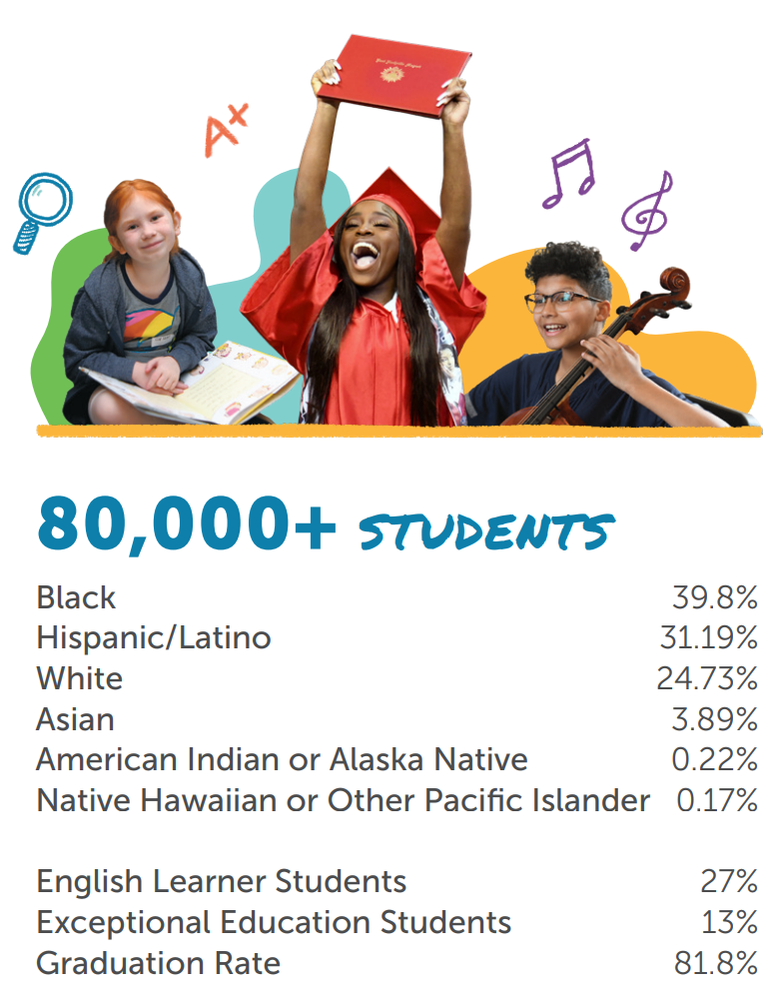 A+
80,000+ STUDENTS
Black 39.8%
Hispanic/Latino 31.19%
White 24.73%
Asian 3.89%
American Indian or Alaska Native 0.22%
Native Hawaiian or Other Pacific Islander 0.17%
English Learner Students 27%
Exceptional Education Students 13%
Graduation Rate 81.8%